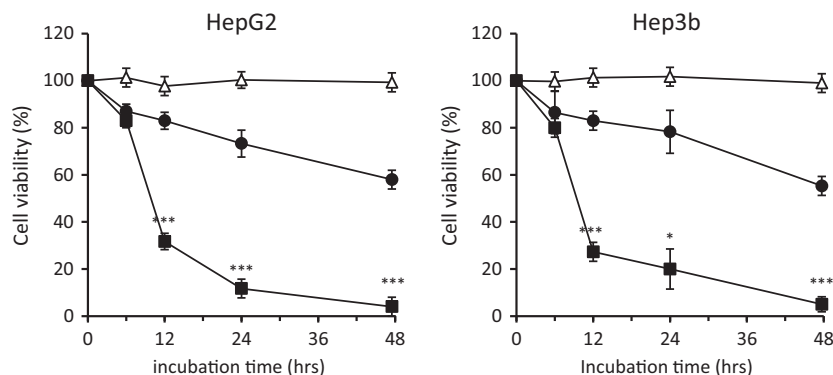 HepG2
120
100
80
60
40
20
0
Cell viability (%)
***
***
***
0 12 24 36 48
incubation time (hrs)
Hep3b
120
100
80
60
40
20
0
Cell viability (%)
***
*
***
0 12 24 36 48
Incubation time (hrs)